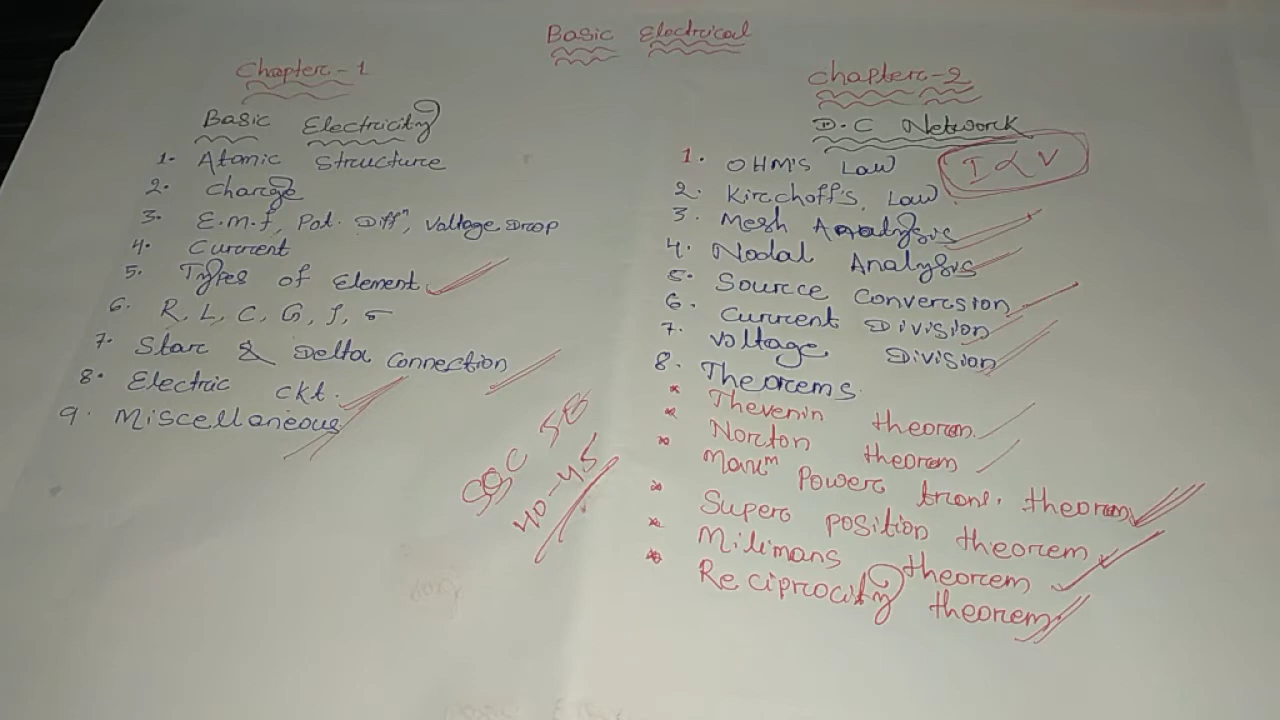 Basic Electrical
Chapter-1
Basic Electricity
1. Atomic Structure
2. Charge
3. E.m.f, Pot. Diffⁿ, Voltage Drop
4. Current
5. Types of Element
6. R, L, C, G, ƒ, σ
7. Star & Delta Connection
8. Electric ckt.
9. Miscellaneous
SSC 50
40-45
Chapter-2
D.C Network
1. OHM'S Law
I ∝ V
2. Kirchoff's Law
3. Mesh Analysis
4. Nodal Analysis
5. Source Conversion
6. Current Division
7. Voltage Division
8. Theorems
* Thevenin theorem
* Norton theorem
* Maxᵐ Power trans. theorem
* Super position theorem
* Milimans theorem
* Reciprocity theorem